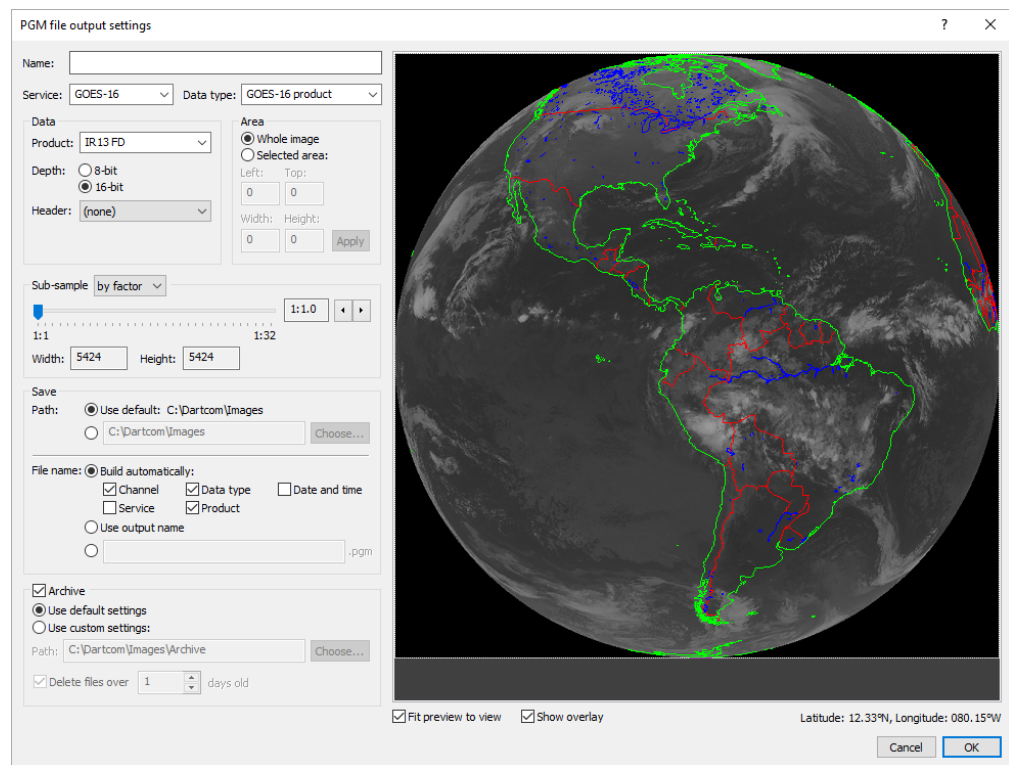 PGM file output settings
Name:
Service: GOES-16 Data type: GOES-16 product
Data
Product: IR13 FD
Depth: 8-bit
16-bit
Header: (none)
Area
Whole image
Selected area:
Left: Top:
0 0
Width: Height:
0 0 Apply
Sub-sample by factor
1:1.0
1:1 1:32
Width: 5424 Height: 5424
Save
Path: Use default: C:\Dartcom\Images
C:\Dartcom\Images Choose...
File name: Build automatically:
Channel Data type Date and time
Service Product
Use output name
.pgm
Archive
Use default settings
Use custom settings:
Path: C:\Dartcom\Images\Archive Choose...
Delete files over 1 days old
Fit preview to view Show overlay Latitude: 12.33°N, Longitude: 080.15°W
Cancel OK